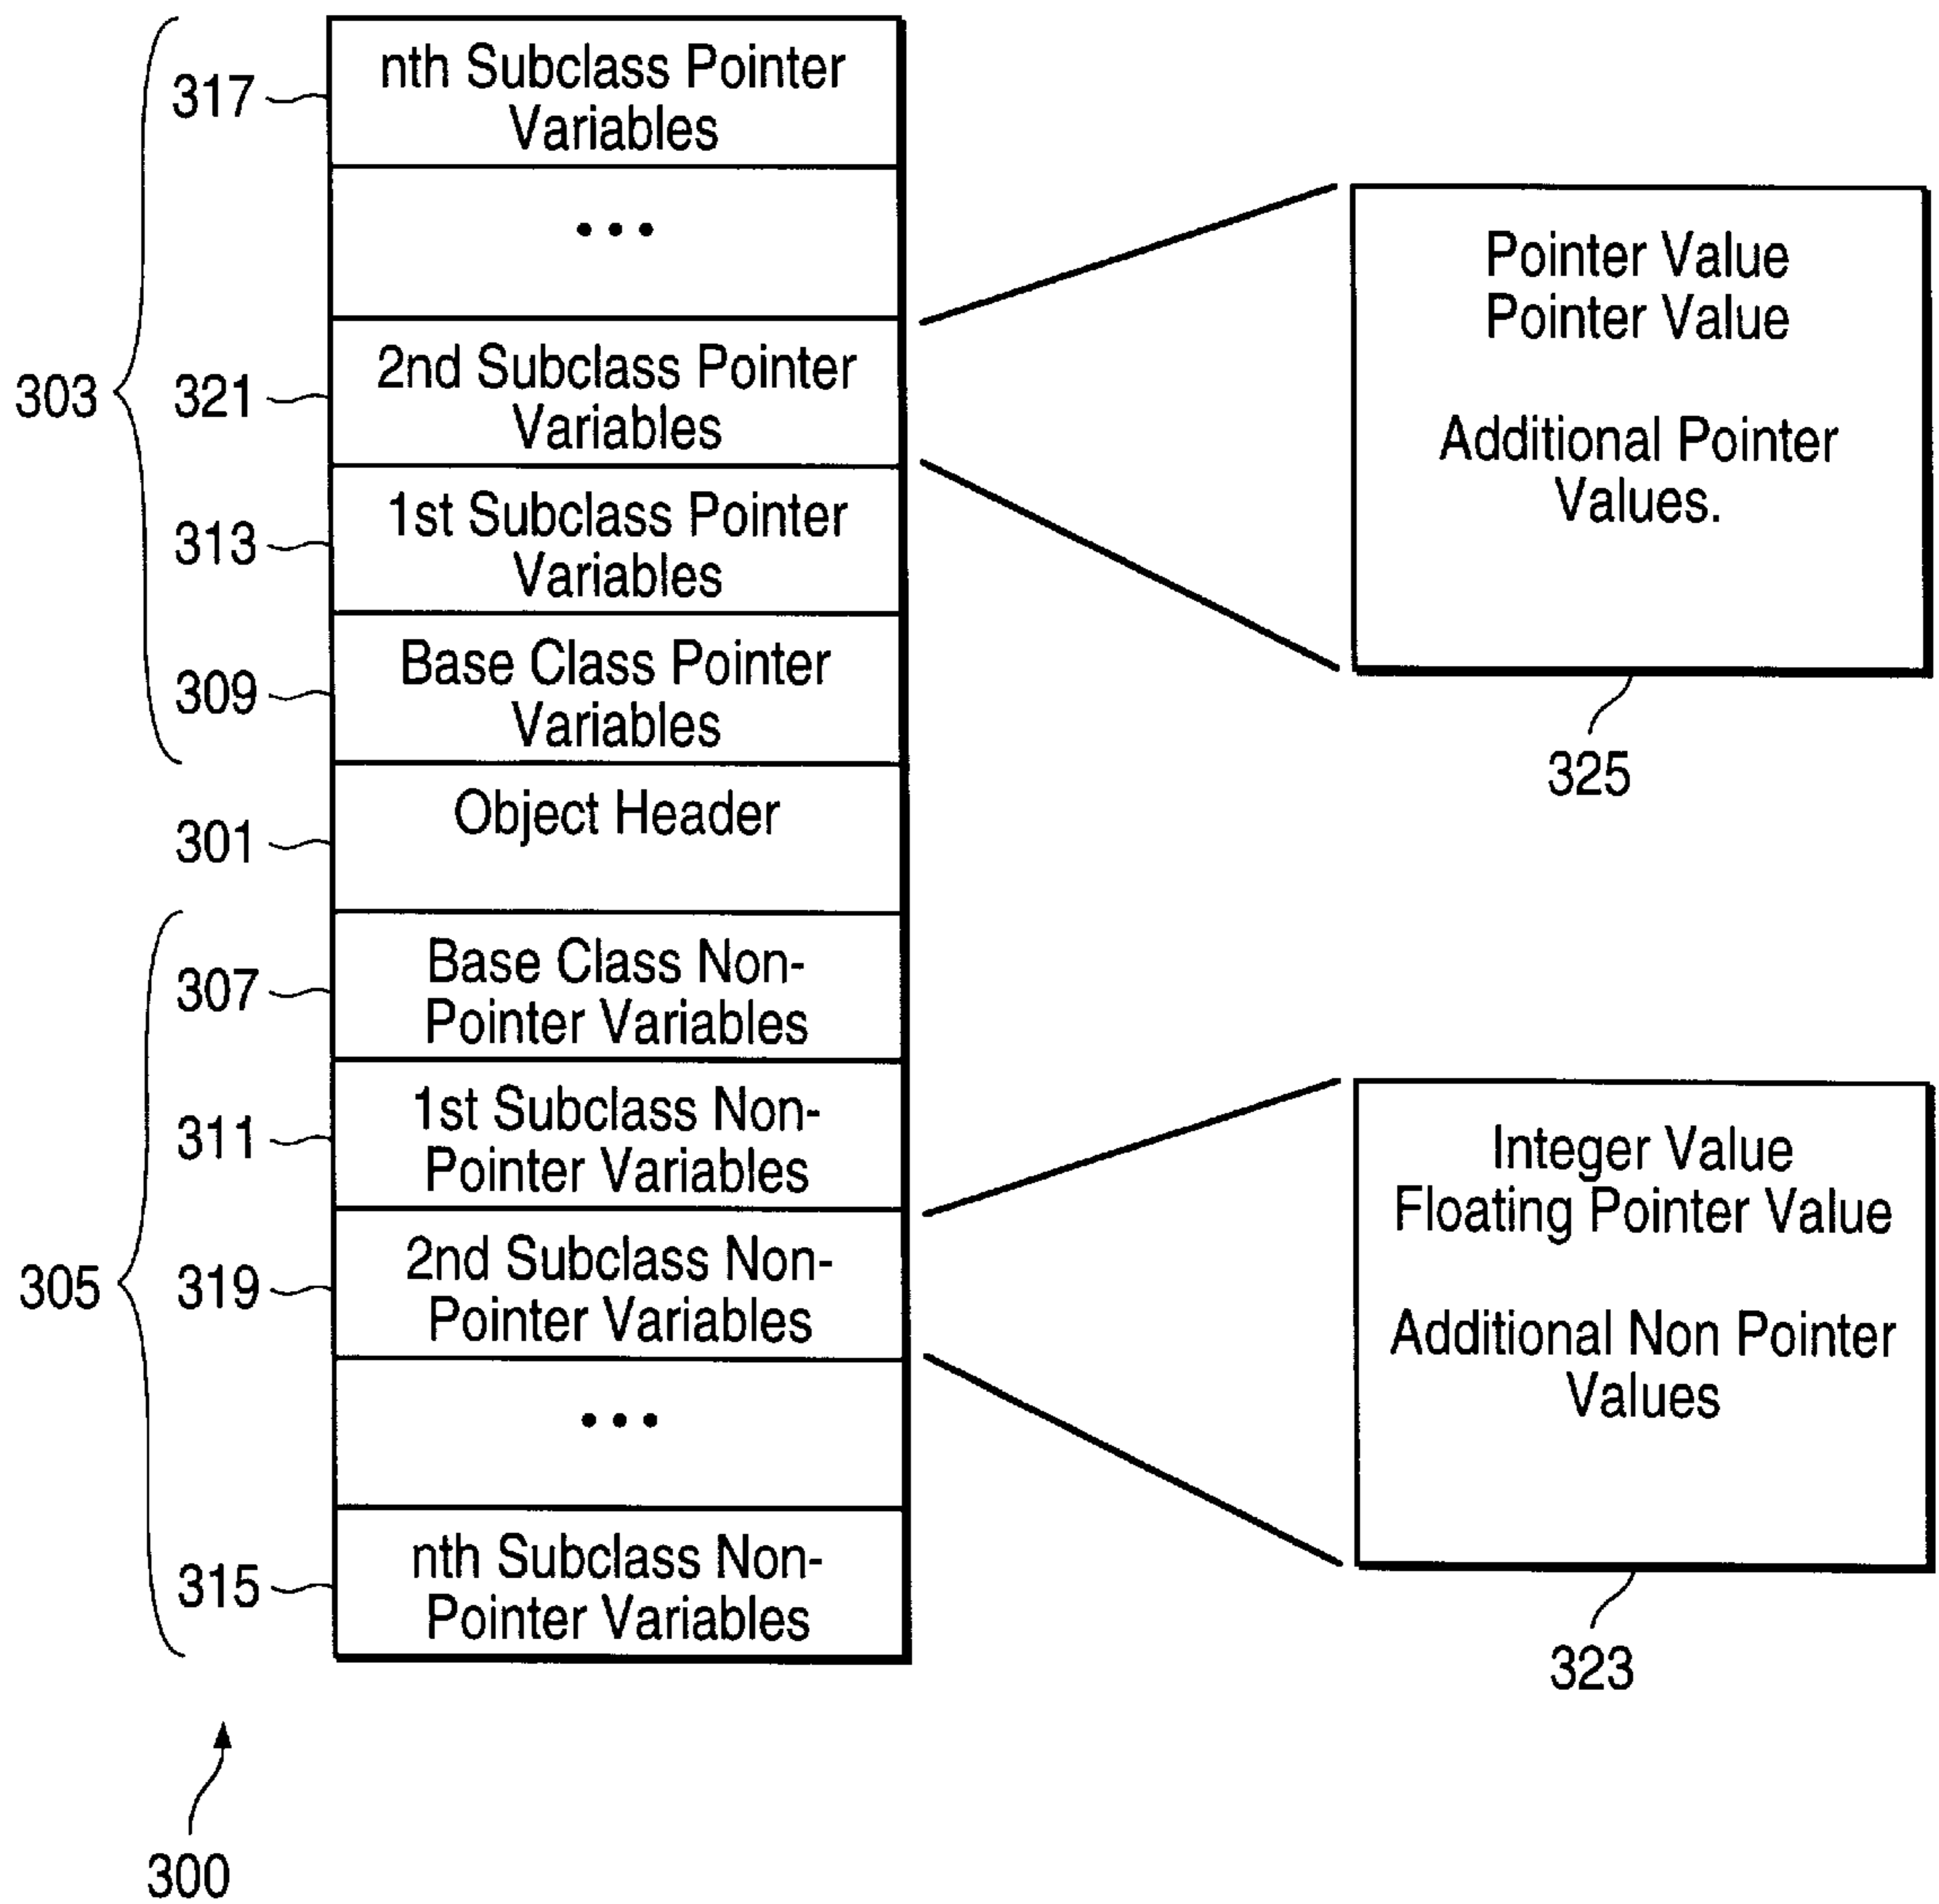 nth Subclass Pointer
Variables
317
...
2nd Subclass Pointer
Variables
303
321
1st Subclass Pointer
Variables
313
Base Class Pointer
Variables
309
Object Header
301
Base Class Non-
Pointer Variables
307
1st Subclass Non-
Pointer Variables
311
2nd Subclass Non-
Pointer Variables
305
319
...
nth Subclass Non-
Pointer Variables
315
300
Pointer Value
Pointer Value
Additional Pointer
Values.
325
Integer Value
Floating Pointer Value
Additional Non Pointer
Values
323